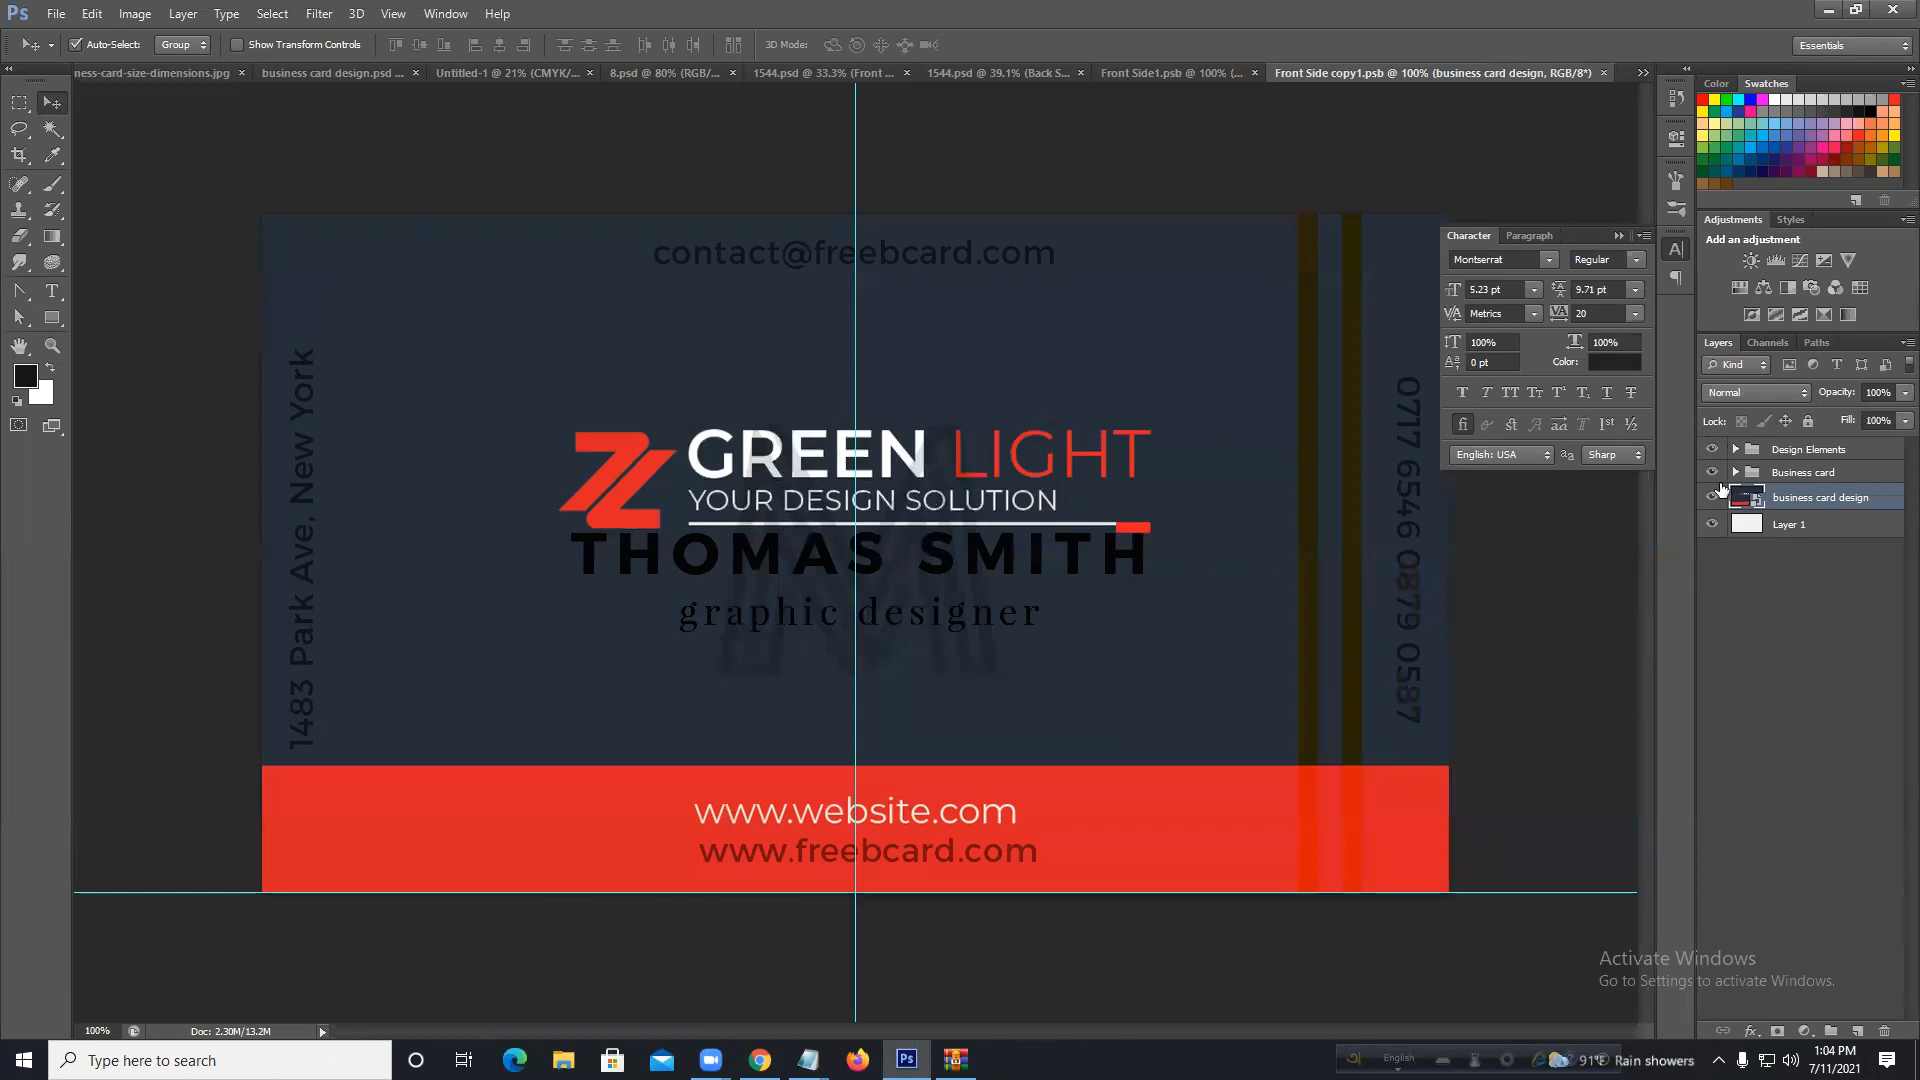 Ps File Edit Image Layer Type Select Filter 3D View Window Help
Auto-Select: Group Show Transform Controls 3D Mode: Essentials
ness-card-size-dimensions.jpg × business card design.psd ... × Untitled-1 @ 21% (CMYK/... × 8.psd @ 80% (RGB/... × 1544.psd @ 33.3% (Front ... × 1544.psd @ 39.1% (Back S... × Front Side1.psb @ 100% (... × Front Side copy1.psb @ 100% (business card design, RGB/8*) ×
Color Swatches
Adjustments Styles
Add an adjustment
Character Paragraph
Montserrat Regular
5.23 pt 9.71 pt
Metrics 20
100% 100%
0 pt Color:
English: USA Sharp
Layers Channels Paths
Kind
Normal Opacity: 100%
Lock: Fill: 100%
Design Elements
Business card
business card design
Layer 1
contact@freebcard.com
1483 Park Ave, New York
GREEN LIGHT
YOUR DESIGN SOLUTION
THOMAS SMITH
graphic designer
0717 6546 0879 0587
www.website.com
www.freebcard.com
Activate Windows
Go to Settings to activate Windows.
100% Doc: 2.30M/13.2M
Type here to search
Ps
English
91°F Rain showers
1:04 PM
7/11/2021